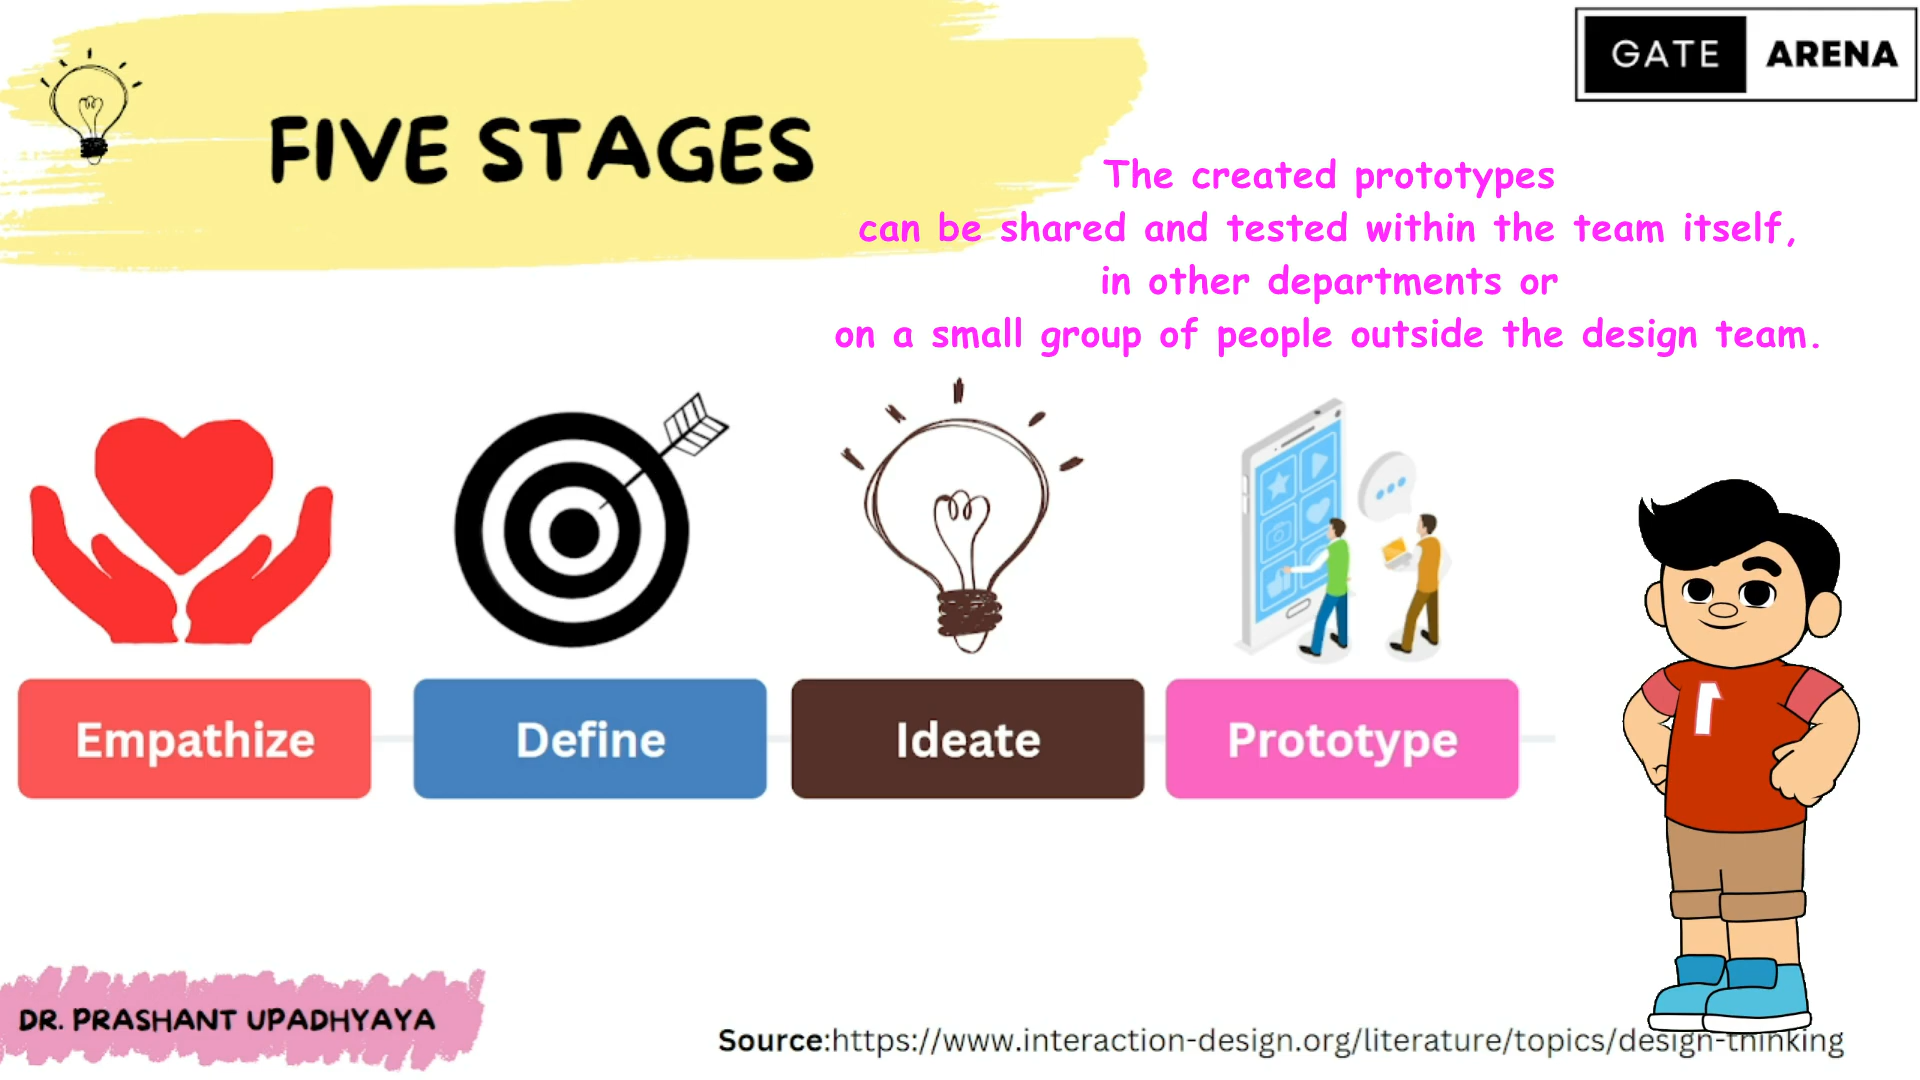 GATE ARENA
FIVE STAGES
The created prototypes
can be shared and tested within the team itself,
in other departments or
on a small group of people outside the design team.
1
Empathize
Define
Ideate
Prototype
DR. PRASHANT UPADHYAYA
Source:https://www.interaction-design.org/literature/topics/design-thinking